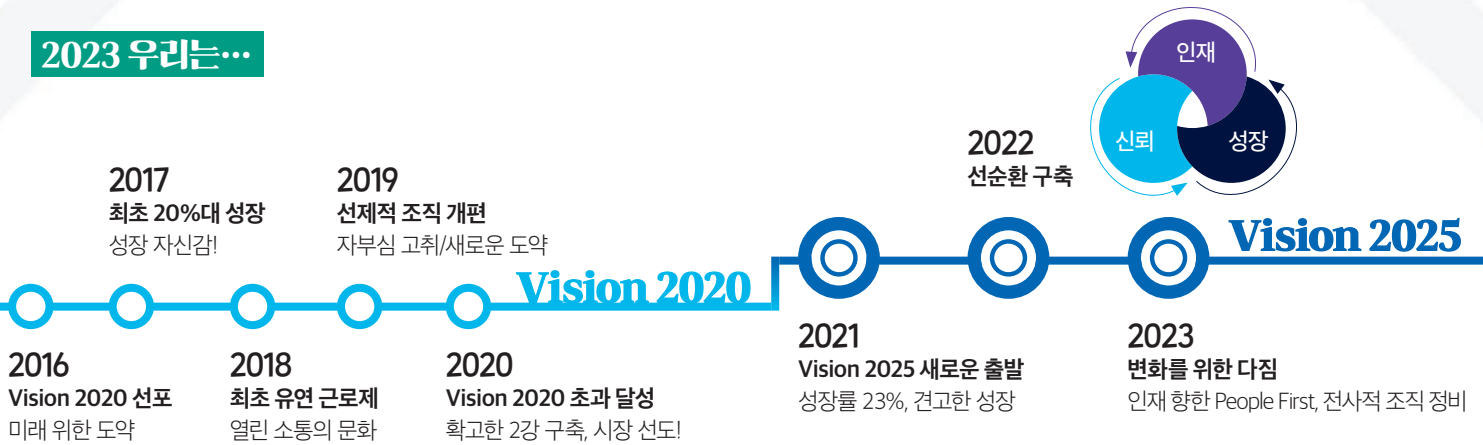 2023 우리는…
인재
신뢰
성장
2017
최초 20%대 성장
성장 자신감!
2019
선제적 조직 개편
자부심 고취/새로운 도약
2022
선순환 구축
Vision 2020
Vision 2025
2016
Vision 2020 선포
미래 위한 도약
2018
최초 유연 근로제
열린 소통의 문화
2020
Vision 2020 초과 달성
확고한 2강 구축, 시장 선도!
2021
Vision 2025 새로운 출발
성장률 23%, 견고한 성장
2023
변화를 위한 다짐
인재 향한 People First, 전사적 조직 정비